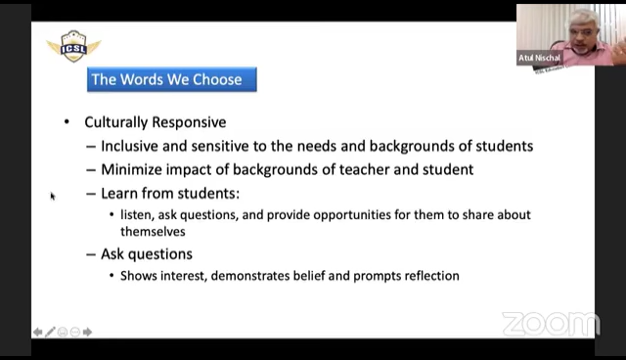 ICSL
Atul Nischal
The Words We Choose
• Culturally Responsive
– Inclusive and sensitive to the needs and backgrounds of students
– Minimize impact of backgrounds of teacher and student
– Learn from students:
• listen, ask questions, and provide opportunities for them to share about
themselves
– Ask questions
• Shows interest, demonstrates belief and prompts reflection
zoom